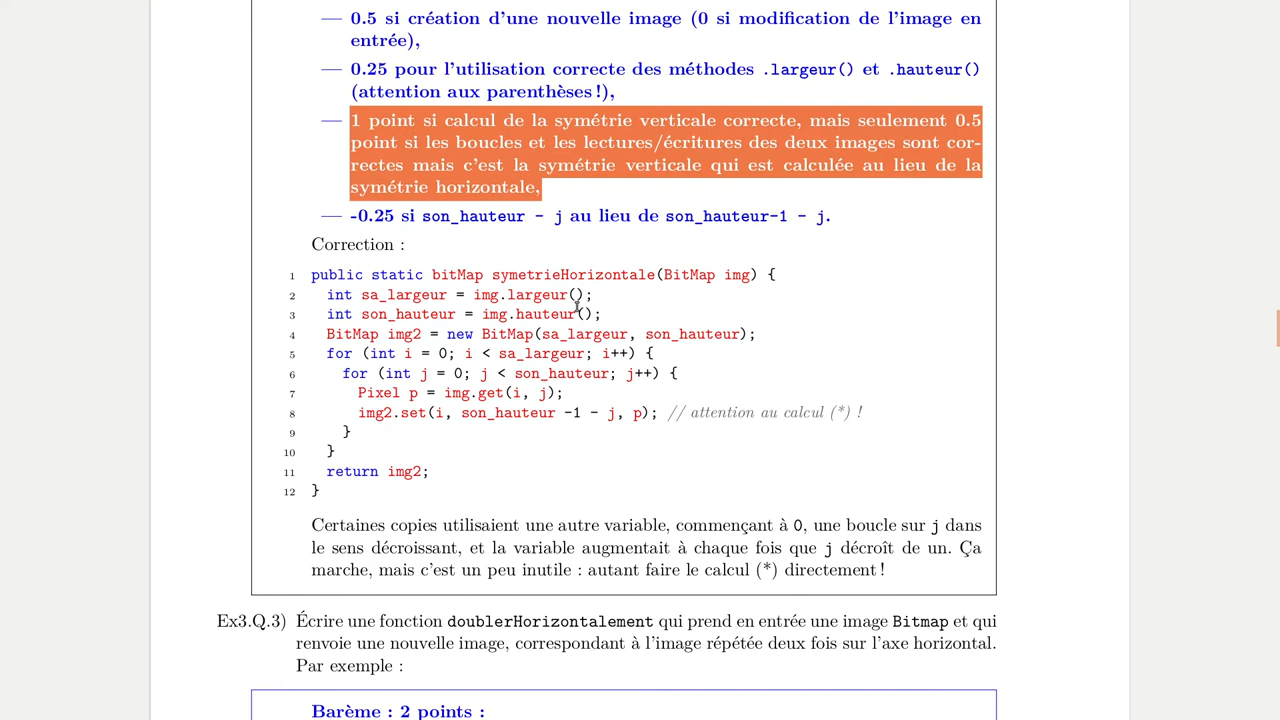 — 0.5 si création d'une nouvelle image (0 si modification de l'image en
entrée),
— 0.25 pour l'utilisation correcte des méthodes .largeur() et .hauteur()
(attention aux parenthèses !),
— 1 point si calcul de la symétrie verticale correcte, mais seulement 0.5
point si les boucles et les lectures/écritures des deux images sont cor-
rectes mais c'est la symétrie verticale qui est calculée au lieu de la
symétrie horizontale,
— -0.25 si son_hauteur - j au lieu de son_hauteur-1 - j.
Correction :
1 public static bitMap symetrieHorizontale(BitMap img) {
2 int sa_largeur = img.largeur();
3 int son_hauteur = img.hauteur();
4 BitMap img2 = new BitMap(sa_largeur, son_hauteur);
5 for (int i = 0; i < sa_largeur; i++) {
6 for (int j = 0; j < son_hauteur; j++) {
7 Pixel p = img.get(i, j);
8 img2.set(i, son_hauteur -1 - j, p); // attention au calcul (*) !
9 }
10 }
11 return img2;
12 }
Certaines copies utilisaient une autre variable, commençant à 0, une boucle sur j dans
le sens décroissant, et la variable augmentait à chaque fois que j décroît de un. Ça
marche, mais c'est un peu inutile : autant faire le calcul (*) directement !
Ex3.Q.3) Écrire une fonction doublerHorizontalement qui prend en entrée une image Bitmap et qui
renvoie une nouvelle image, correspondant à l'image répétée deux fois sur l'axe horizontal.
Par exemple :
Barème : 2 points :